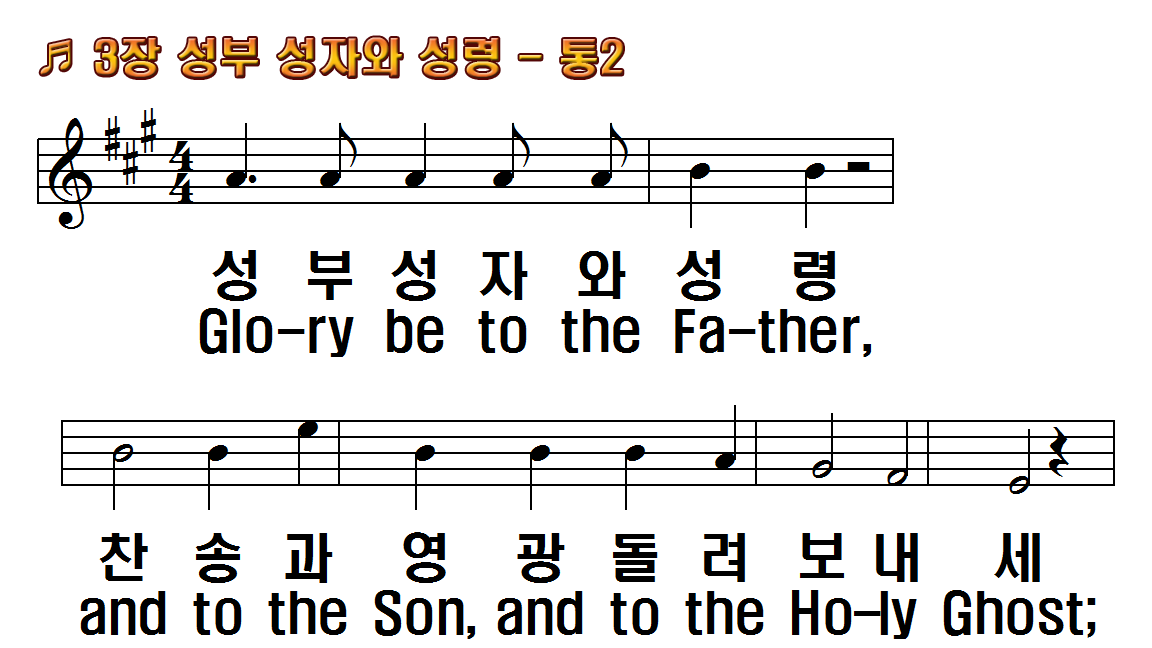 ♬ 3장 성부 성자와 성령 - 통2
성 부 성 자 와 성 령
Glo-ry be to the Fa-ther,
찬 송 과 영 광 돌 려 보 내 세
and to the Son, and to the Ho-ly Ghost;